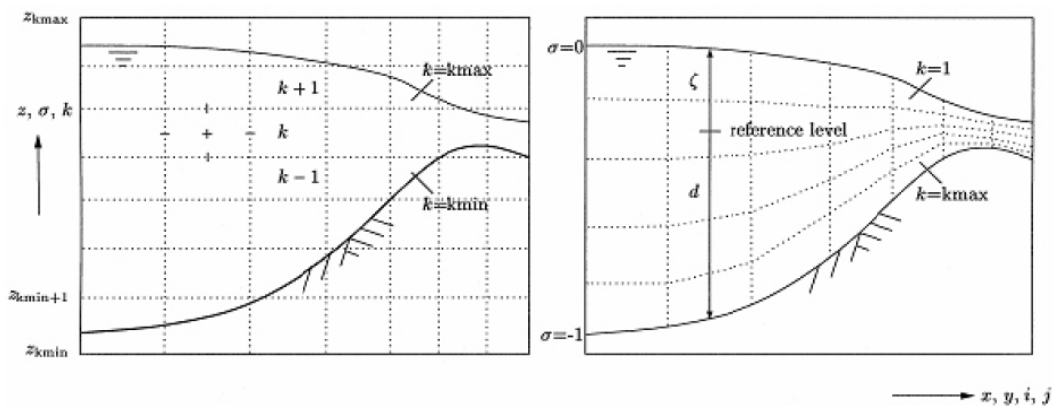 zkmax
k=kmax
k+1
z, σ, k
k
k−1
k=kmin
zkmin+1
zkmin
σ=0
k=1
ζ
reference level
d
k=kmax
σ=-1
x, y, i, j